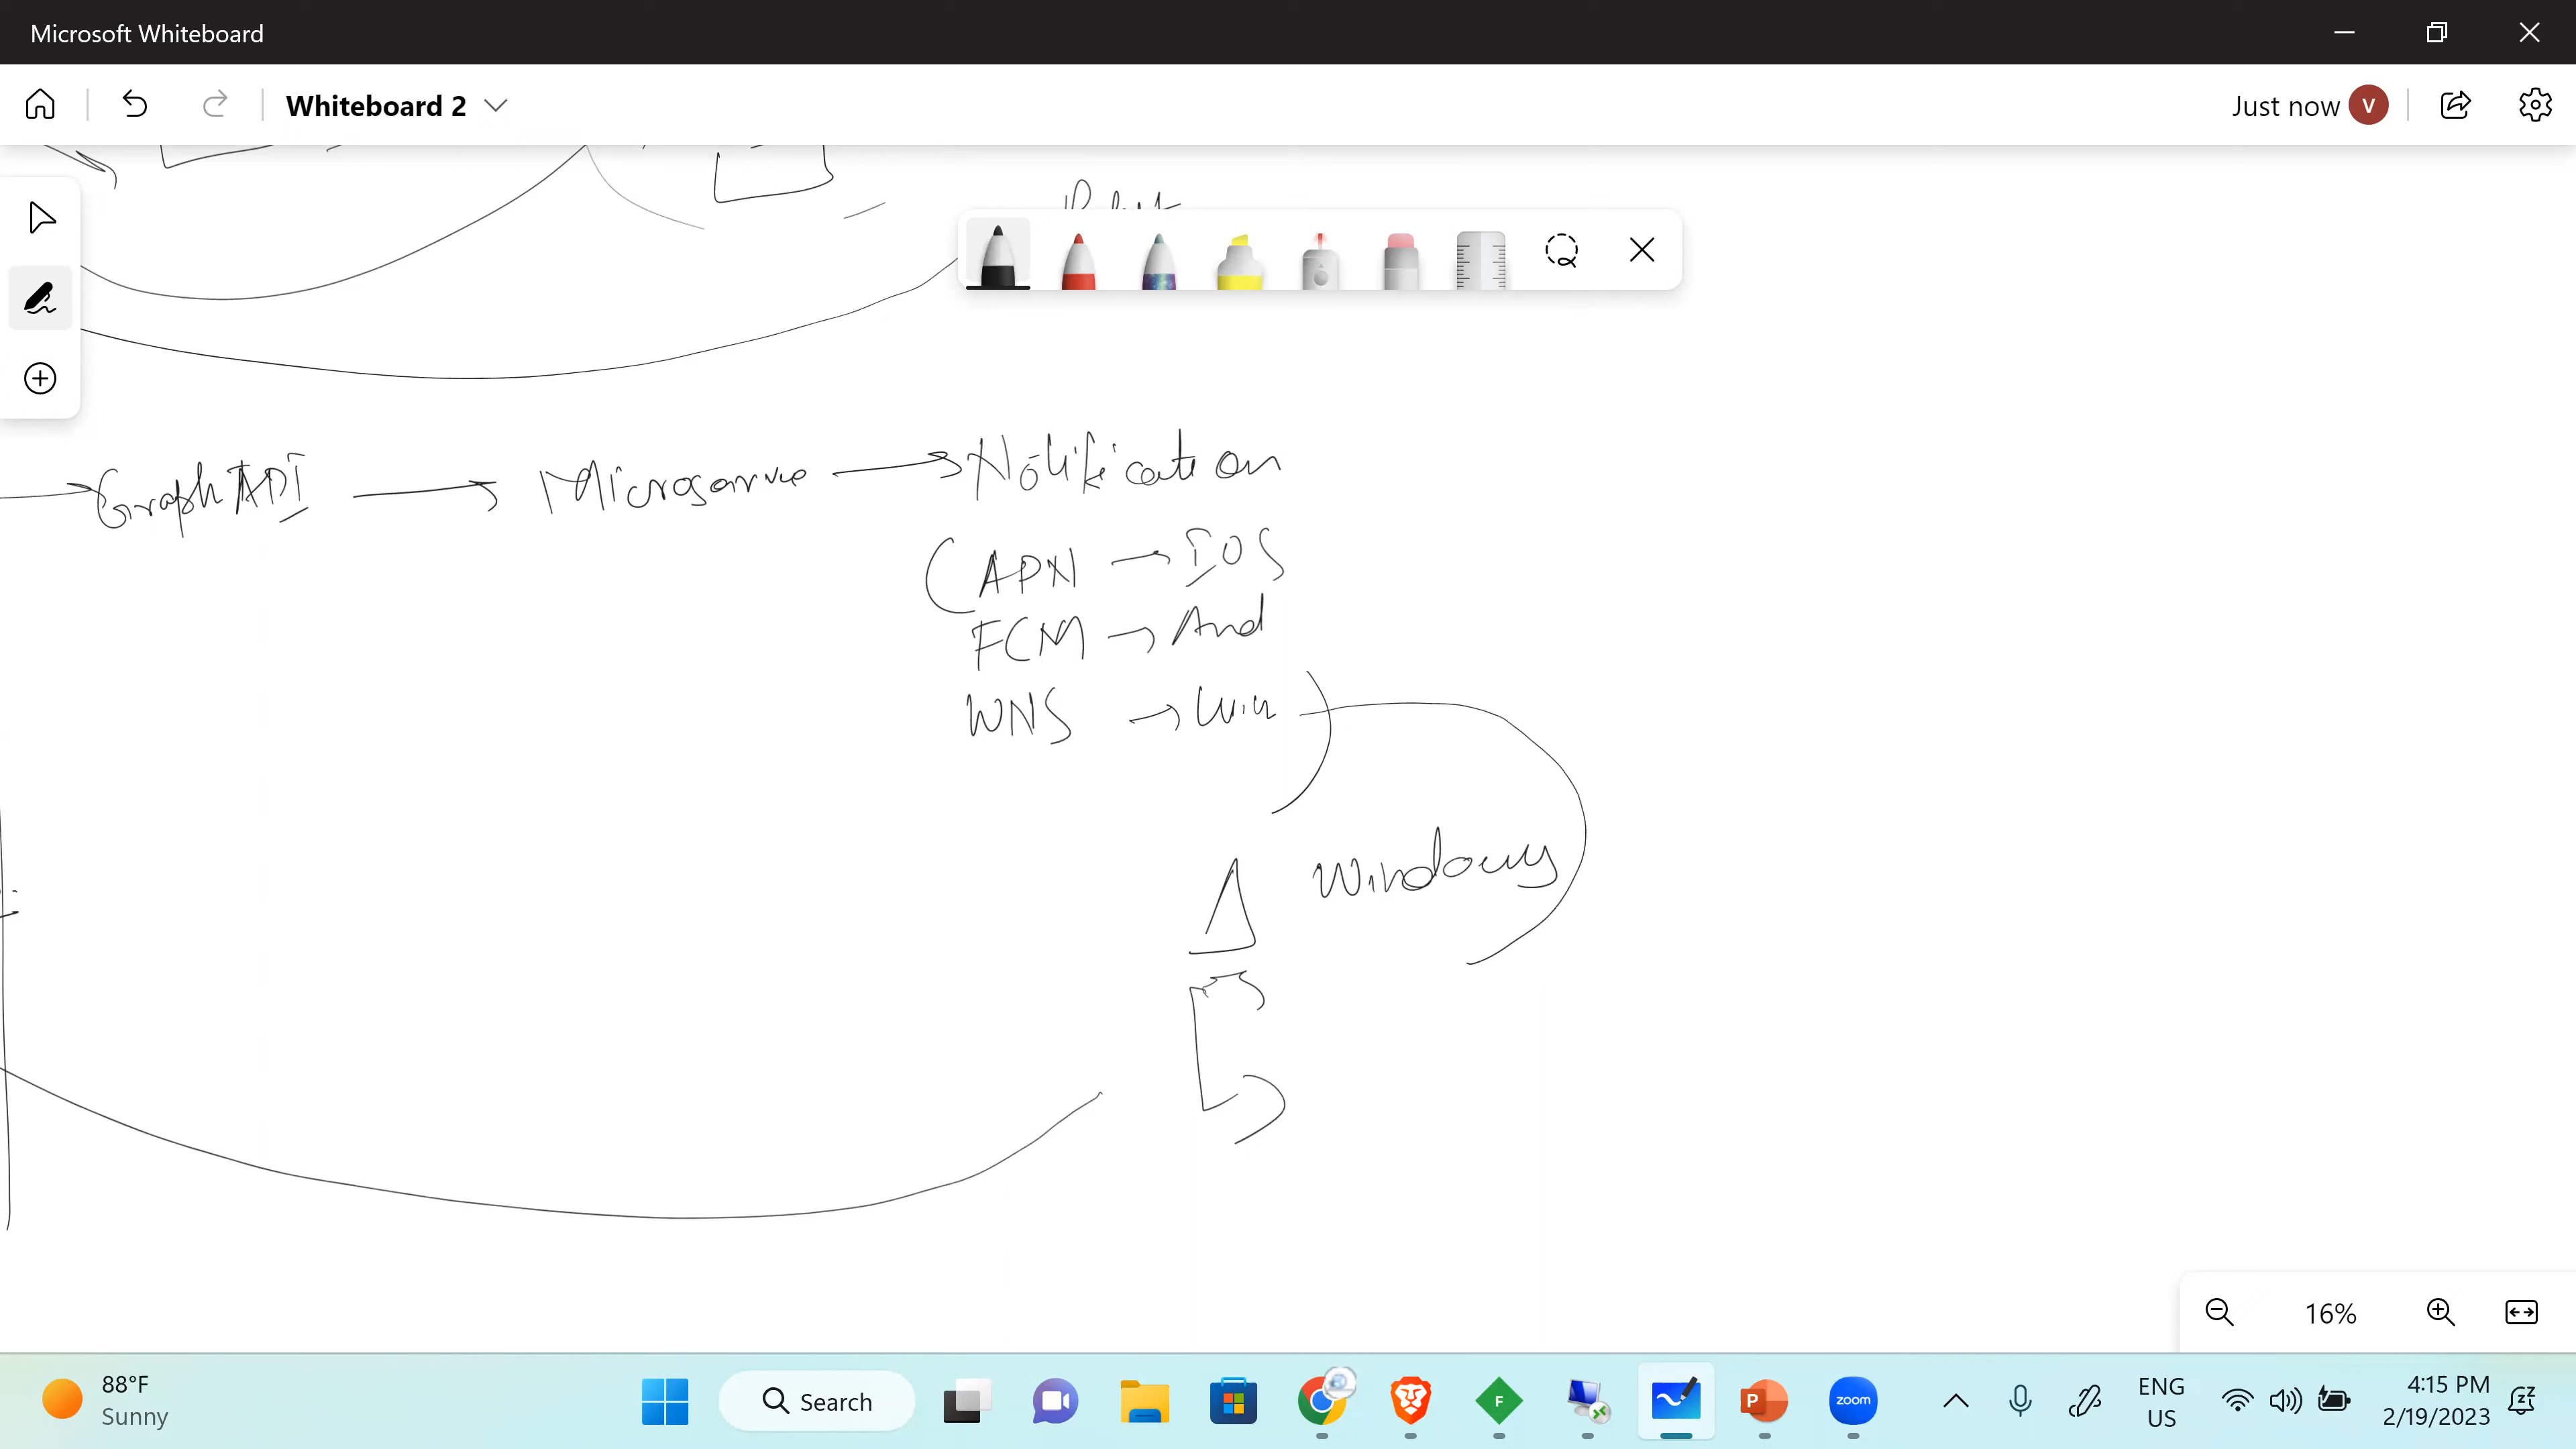 Microsoft Whiteboard
Whiteboard 2
Just now V
Graph API → Microservice → Notification
(APN → IOS
FCM → And
WNS → Win )
Windows
16%
88°F
Sunny
Search
F
P
zoom
ENG
US
4:15 PM
2/19/2023